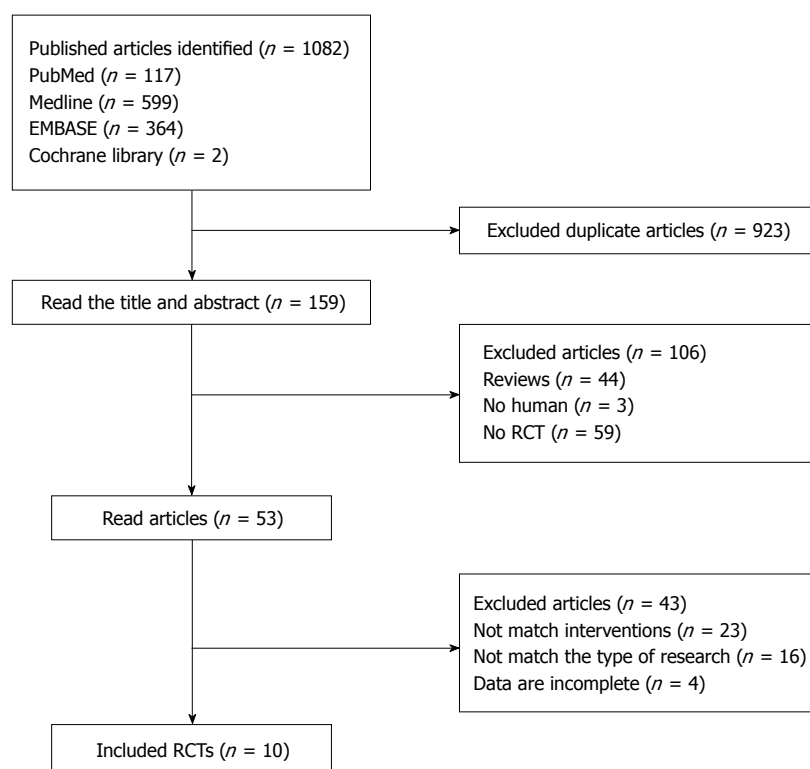 Published articles identified (n = 1082)
PubMed (n = 117)
Medline (n = 599)
EMBASE (n = 364)
Cochrane library (n = 2)
Excluded duplicate articles (n = 923)
Read the title and abstract (n = 159)
Excluded articles (n = 106)
Reviews (n = 44)
No human (n = 3)
No RCT (n = 59)
Read articles (n = 53)
Excluded articles (n = 43)
Not match interventions (n = 23)
Not match the type of research (n = 16)
Data are incomplete (n = 4)
Included RCTs (n = 10)